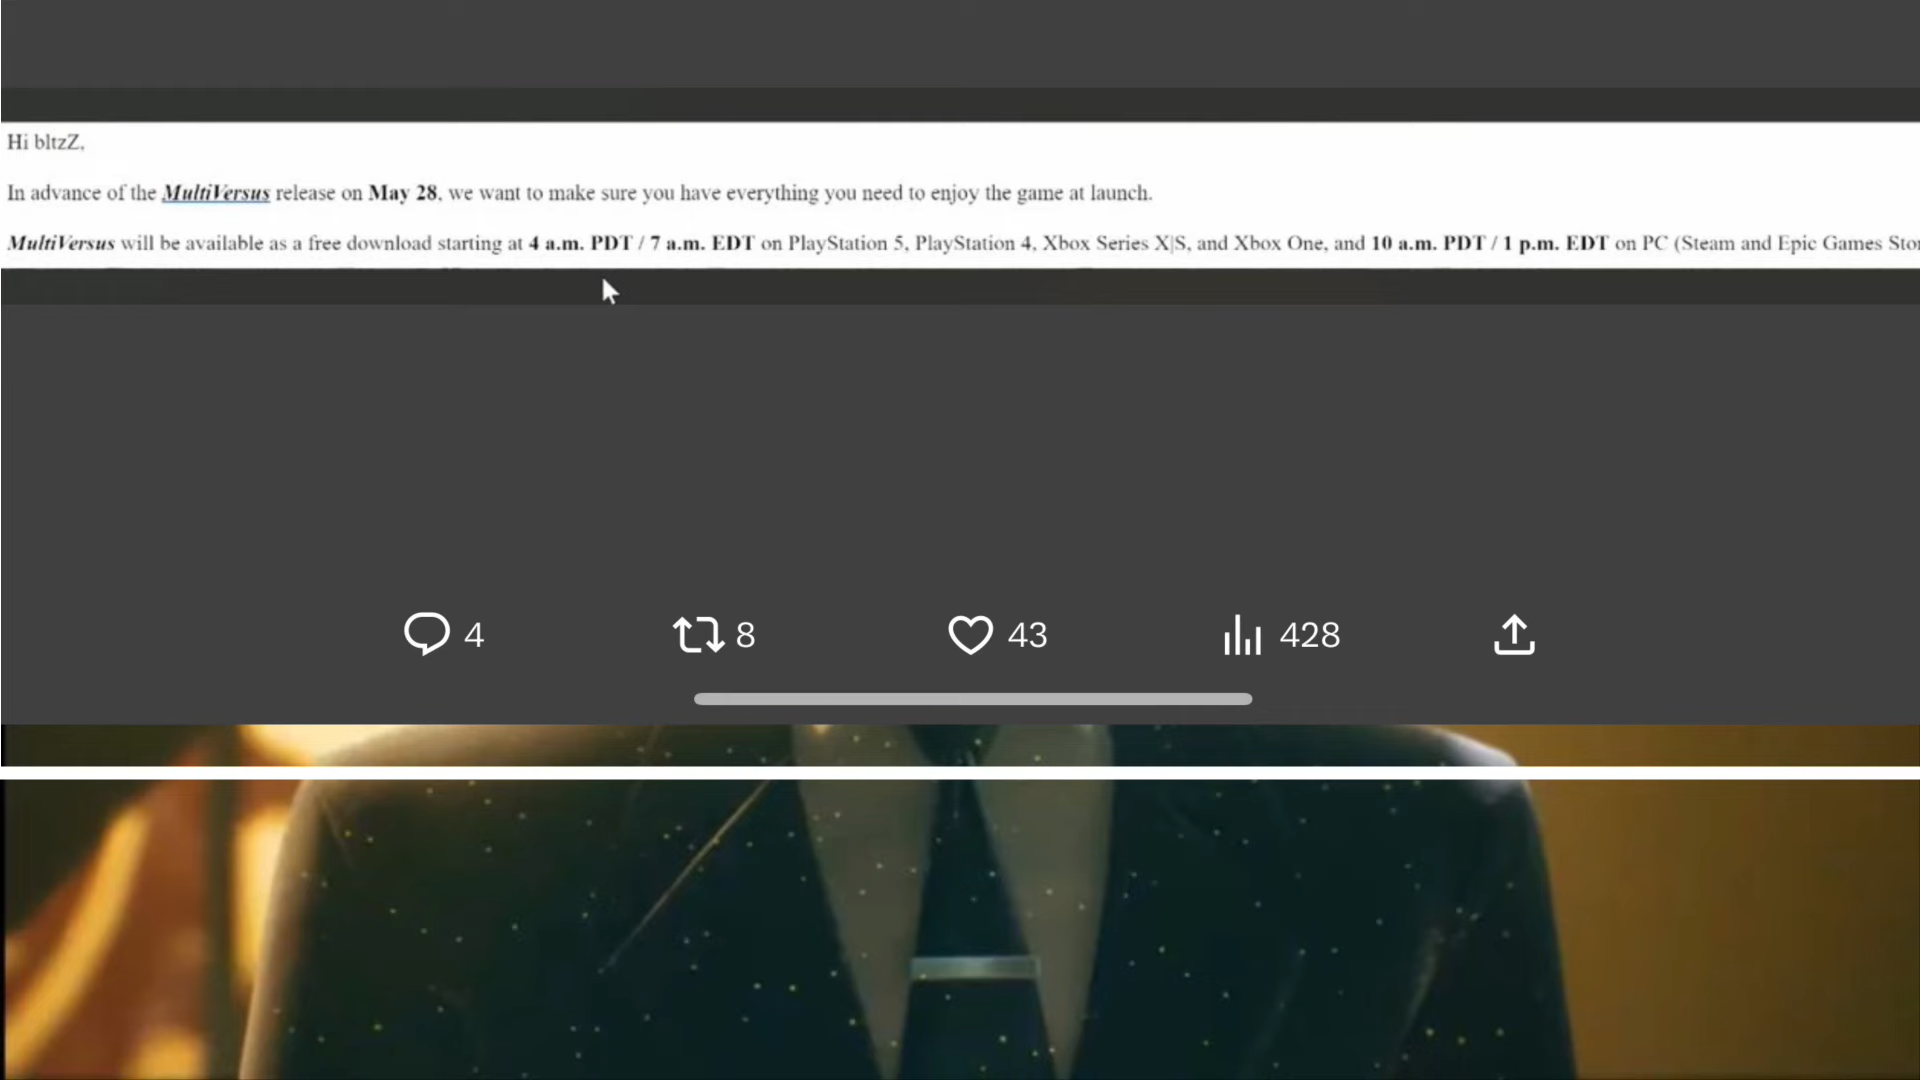 Hi bltzZ,
In advance of the MultiVersus release on May 28, we want to make sure you have everything you need to enjoy the game at launch.
MultiVersus will be available as a free download starting at 4 a.m. PDT / 7 a.m. EDT on PlayStation 5, PlayStation 4, Xbox Series X|S, and Xbox One, and 10 a.m. PDT / 1 p.m. EDT on PC (Steam and Epic Games
4 8 43 428